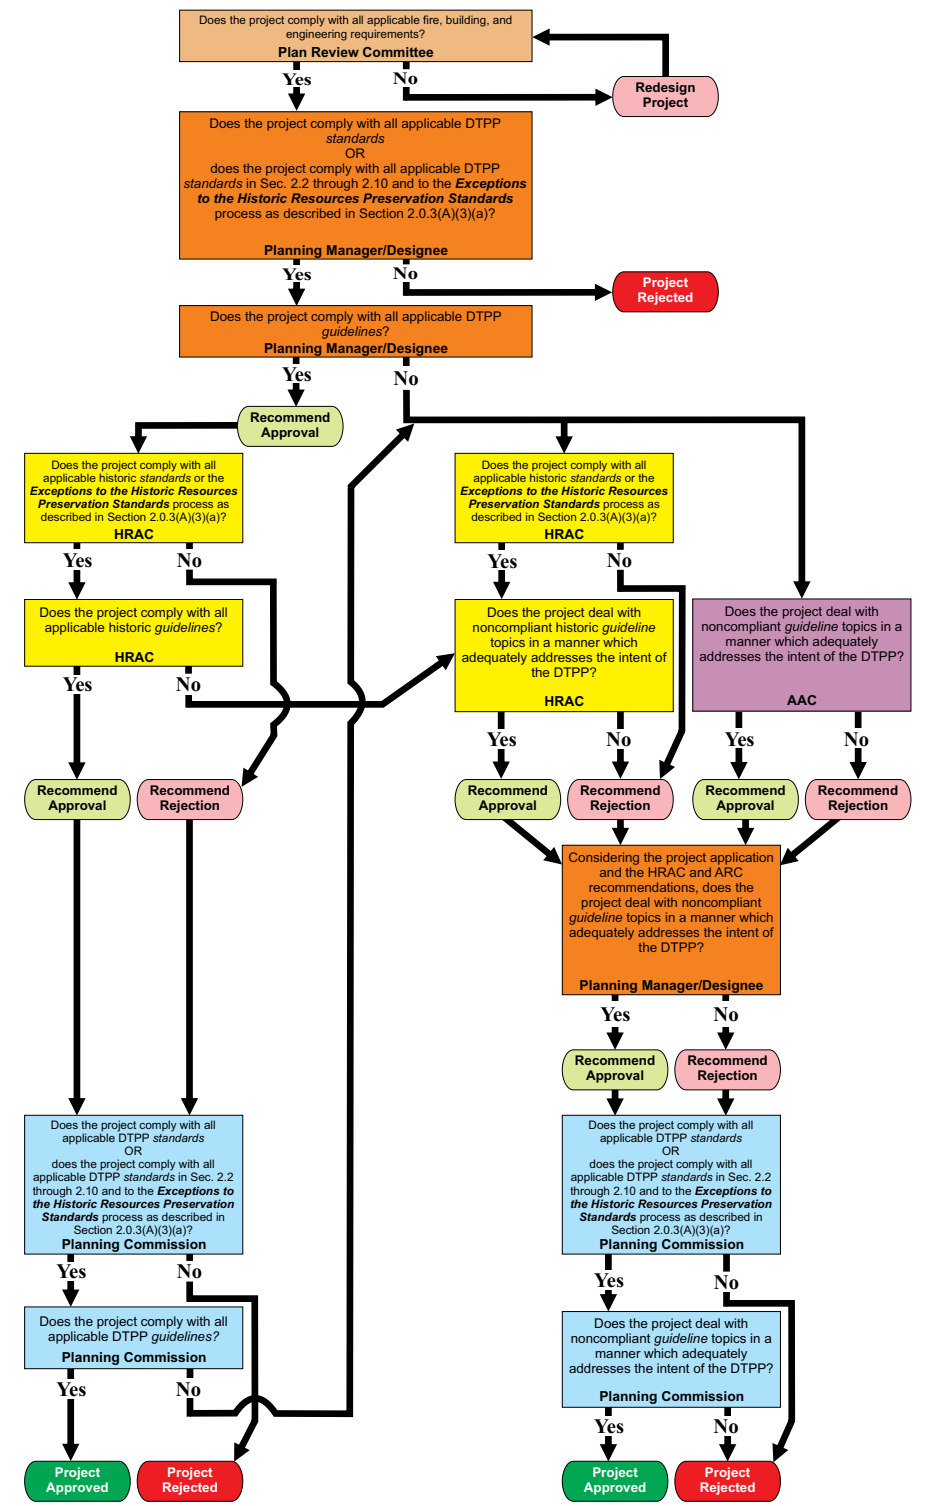 Does the project comply with all applicable fire, building, and
engineering requirements?
Plan Review Committee
Yes
No
Redesign
Project
Does the project comply with all applicable DTPP
standards
OR
does the project comply with all applicable DTPP
standards in Sec. 2.2 through 2.10 and to the Exceptions
to the Historic Resources Preservation Standards
process as described in Section 2.0.3(A)(3)(a)?
Planning Manager/Designee
Yes
No
Project
Rejected
Does the project comply with all applicable DTPP
guidelines?
Planning Manager/Designee
Yes
No
Recommend
Approval
Does the project comply with all
applicable historic standards or the
Exceptions to the Historic Resources
Preservation Standards process as
described in Section 2.0.3(A)(3)(a)?
HRAC
Yes
No
Does the project comply with all
applicable historic guidelines?
HRAC
Yes
No
Recommend
Approval
Recommend
Rejection
Does the project comply with all
applicable historic standards or the
Exceptions to the Historic Resources
Preservation Standards process as
described in Section 2.0.3(A)(3)(a)?
HRAC
Yes
No
Does the project deal with
noncompliant historic guideline
topics in a manner which
adequately addresses the intent of
the DTPP?
HRAC
Yes
No
Does the project deal with
noncompliant guideline topics in a
manner which adequately
addresses the intent of the DTPP?
AAC
Yes
No
Recommend
Approval
Recommend
Rejection
Recommend
Approval
Recommend
Rejection
Considering the project application
and the HRAC and ARC
recommendations, does the
project deal with noncompliant
guideline topics in a manner which
adequately addresses the intent of
the DTPP?
Planning Manager/Designee
Yes
No
Recommend
Approval
Recommend
Rejection
Does the project comply with all
applicable DTPP standards
OR
does the project comply with all
applicable DTPP standards in Sec. 2.2
through 2.10 and to the Exceptions to
the Historic Resources Preservation
Standards process as described in
Section 2.0.3(A)(3)(a)?
Planning Commission
Yes
No
Does the project comply with all
applicable DTPP guidelines?
Planning Commission
Yes
No
Project
Approved
Project
Rejected
Does the project comply with all
applicable DTPP standards
OR
does the project comply with all
applicable DTPP standards in Sec. 2.2
through 2.10 and to the Exceptions to
the Historic Resources Preservation
Standards process as described in
Section 2.0.3(A)(3)(a)?
Planning Commission
Yes
No
Does the project deal with
noncompliant guideline topics in a
manner which adequately
addresses the intent of the DTPP?
Planning Commission
Yes
No
Project
Approved
Project
Rejected